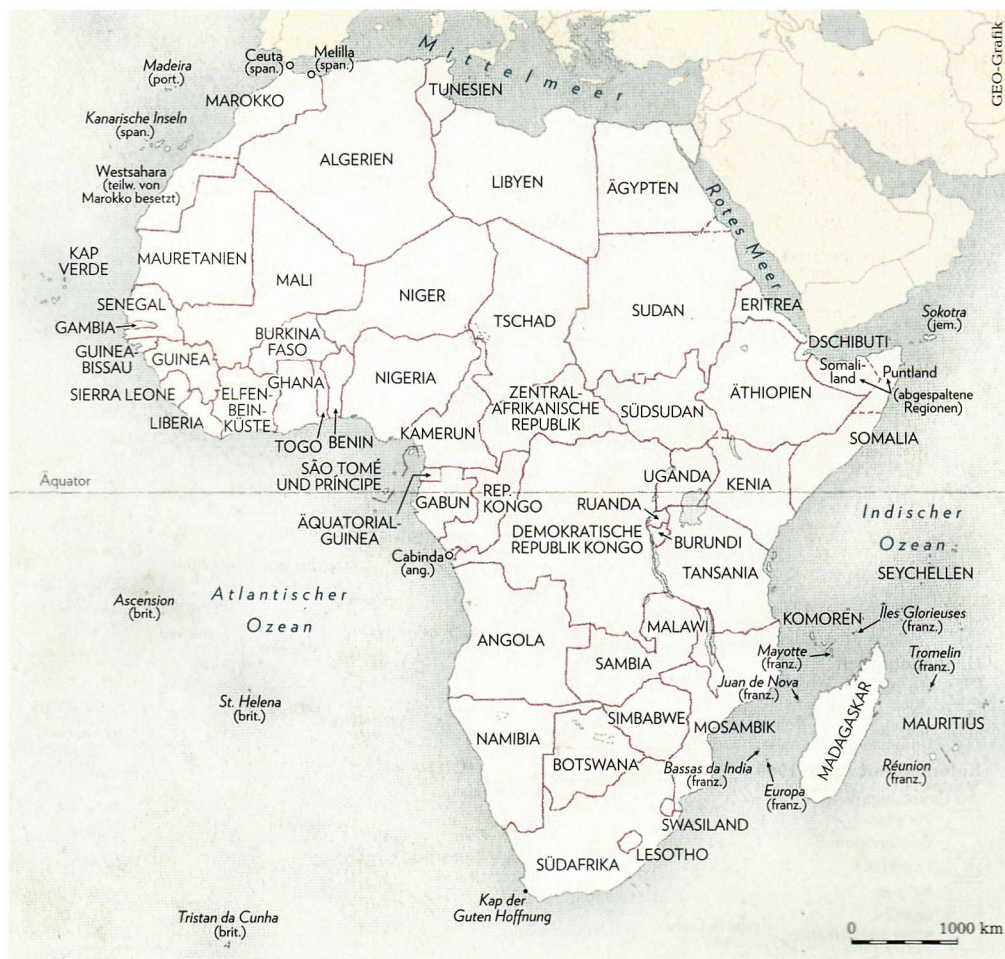 GEO-Grafik
Mittelmeer
Ceuta
(span.)
Melilla
(span.)
Madeira
(port.)
MAROKKO
TUNESIEN
Kanarische Inseln
(span.)
ALGERIEN
LIBYEN
ÄGYPTEN
Westsahara
(teilw. von
Marokko besetzt)
Rotes Meer
KAP
VERDE
MAURETANIEN
MALI
NIGER
TSCHAD
SUDAN
ERITREA
Sokotra
(jem.)
SENEGAL
GAMBIA
GUINEA-
BISSAU
GUINEA
BURKINA
FASO
DSCHIBUTI
Somali-
land
Puntland
(abgespaltene
Regionen)
SIERRA LEONE
LIBERIA
ELFEN-
BEIN-
KÜSTE
GHANA
TOGO
BENIN
NIGERIA
KAMERUN
ZENTRAL-
AFRIKANISCHE
REPUBLIK
SÜDSUDAN
ÄTHIOPIEN
SOMALIA
SÃO TOMÉ
UND PRÍNCIPE
Äquator
ÄQUATORIAL-
GUINEA
GABUN
REP.
KONGO
UGANDA
KENIA
RUANDA
DEMOKRATISCHE
REPUBLIK KONGO
BURUNDI
TANSANIA
Indischer
Ozean
SEYCHELLEN
Cabinda
(ang.)
Ascension
(brit.)
Atlantischer
Ozean
ANGOLA
SAMBIA
MALAWI
KOMOREN
Îles Glorieuses
(franz.)
Mayotte
(franz.)
Tromelin
(franz.)
Juan de Nova
(franz.)
St. Helena
(brit.)
NAMIBIA
SIMBABWE
MOSAMBIK
MADAGASKAR
MAURITIUS
BOTSWANA
Bassas da India
(franz.)
Europa
(franz.)
Réunion
(franz.)
SWASILAND
LESOTHO
SÜDAFRIKA
Kap der
Guten Hoffnung
Tristan da Cunha
(brit.)
0 1000 km